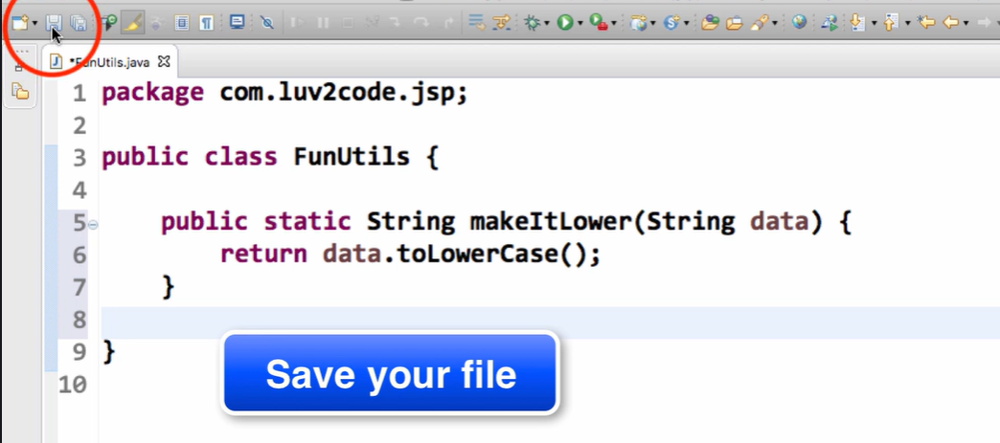 *FunUtils.java
1 package com.luv2code.jsp;
2
3 public class FunUtils {
4
5 public static String makeItLower(String data) {
6 return data.toLowerCase();
7 }
8
9 }
10
Save your file